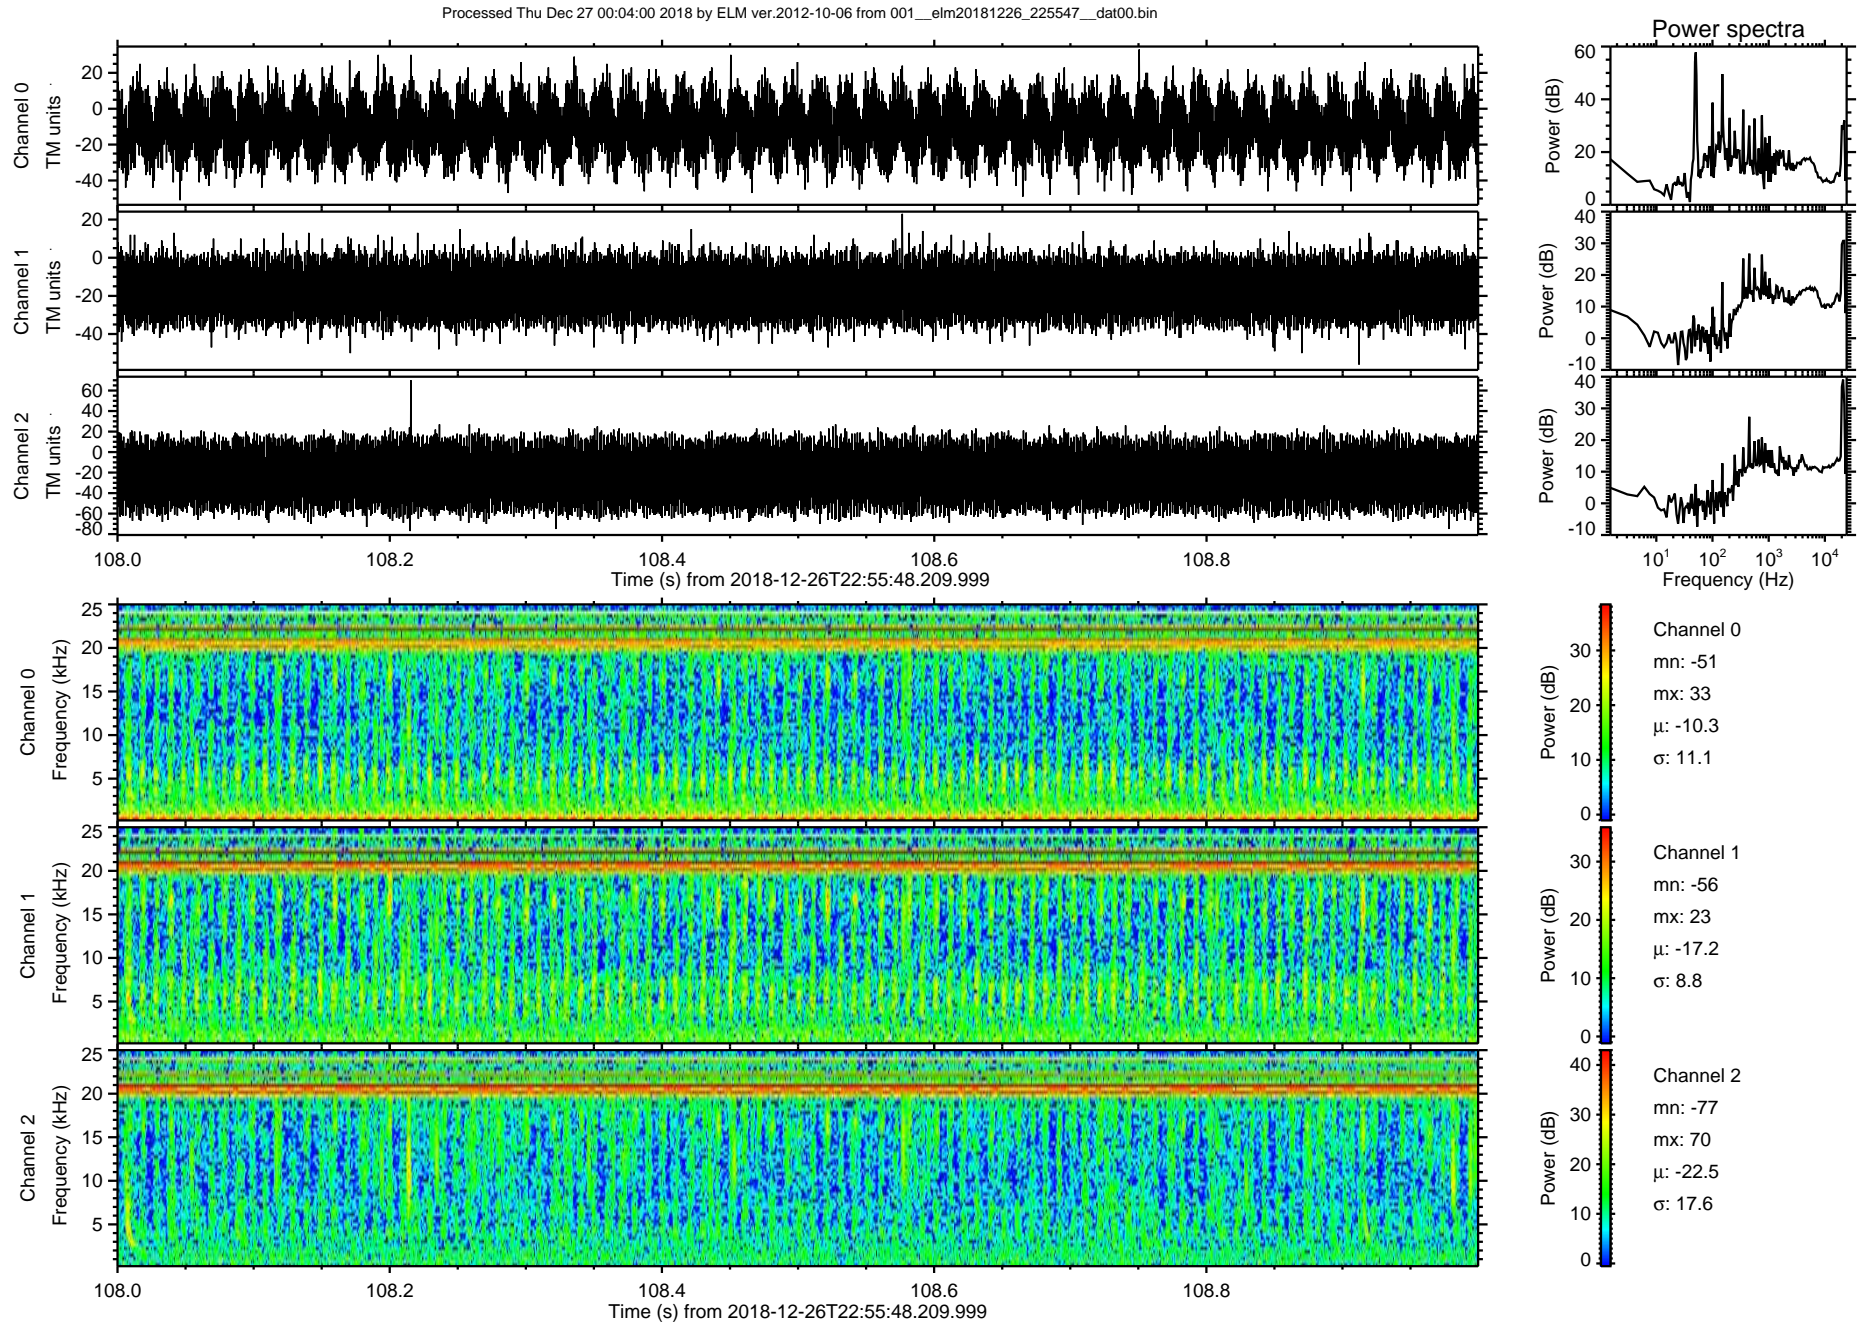 Processed Thu Dec 27 00:04:00 2018 by ELM ver.2012-10-06 from 001__elm20181226_225547__dat00.bin
Power spectra
Channel 0
TM units
20
0
-20
-40
Power (dB)
60
40
20
0
Channel 1
TM units
20
0
-20
-40
Power (dB)
40
30
20
10
0
-10
Channel 2
TM units
60
40
20
0
-20
-40
-60
-80
Power (dB)
40
30
20
10
0
-10
108.0 108.2 108.4 108.6 108.8
Time (s) from 2018-12-26T22:55:48.209.999
10¹ 10² 10³ 10⁴
Frequency (Hz)
Channel 0
Frequency (kHz)
25
20
15
10
5
Power (dB)
30
20
10
0
Channel 0
mn: -51
mx: 33
μ: -10.3
σ: 11.1
Channel 1
Frequency (kHz)
25
20
15
10
5
Power (dB)
30
20
10
0
Channel 1
mn: -56
mx: 23
μ: -17.2
σ: 8.8
Channel 2
Frequency (kHz)
25
20
15
10
5
Power (dB)
40
30
20
10
0
Channel 2
mn: -77
mx: 70
μ: -22.5
σ: 17.6
108.0 108.2 108.4 108.6 108.8
Time (s) from 2018-12-26T22:55:48.209.999